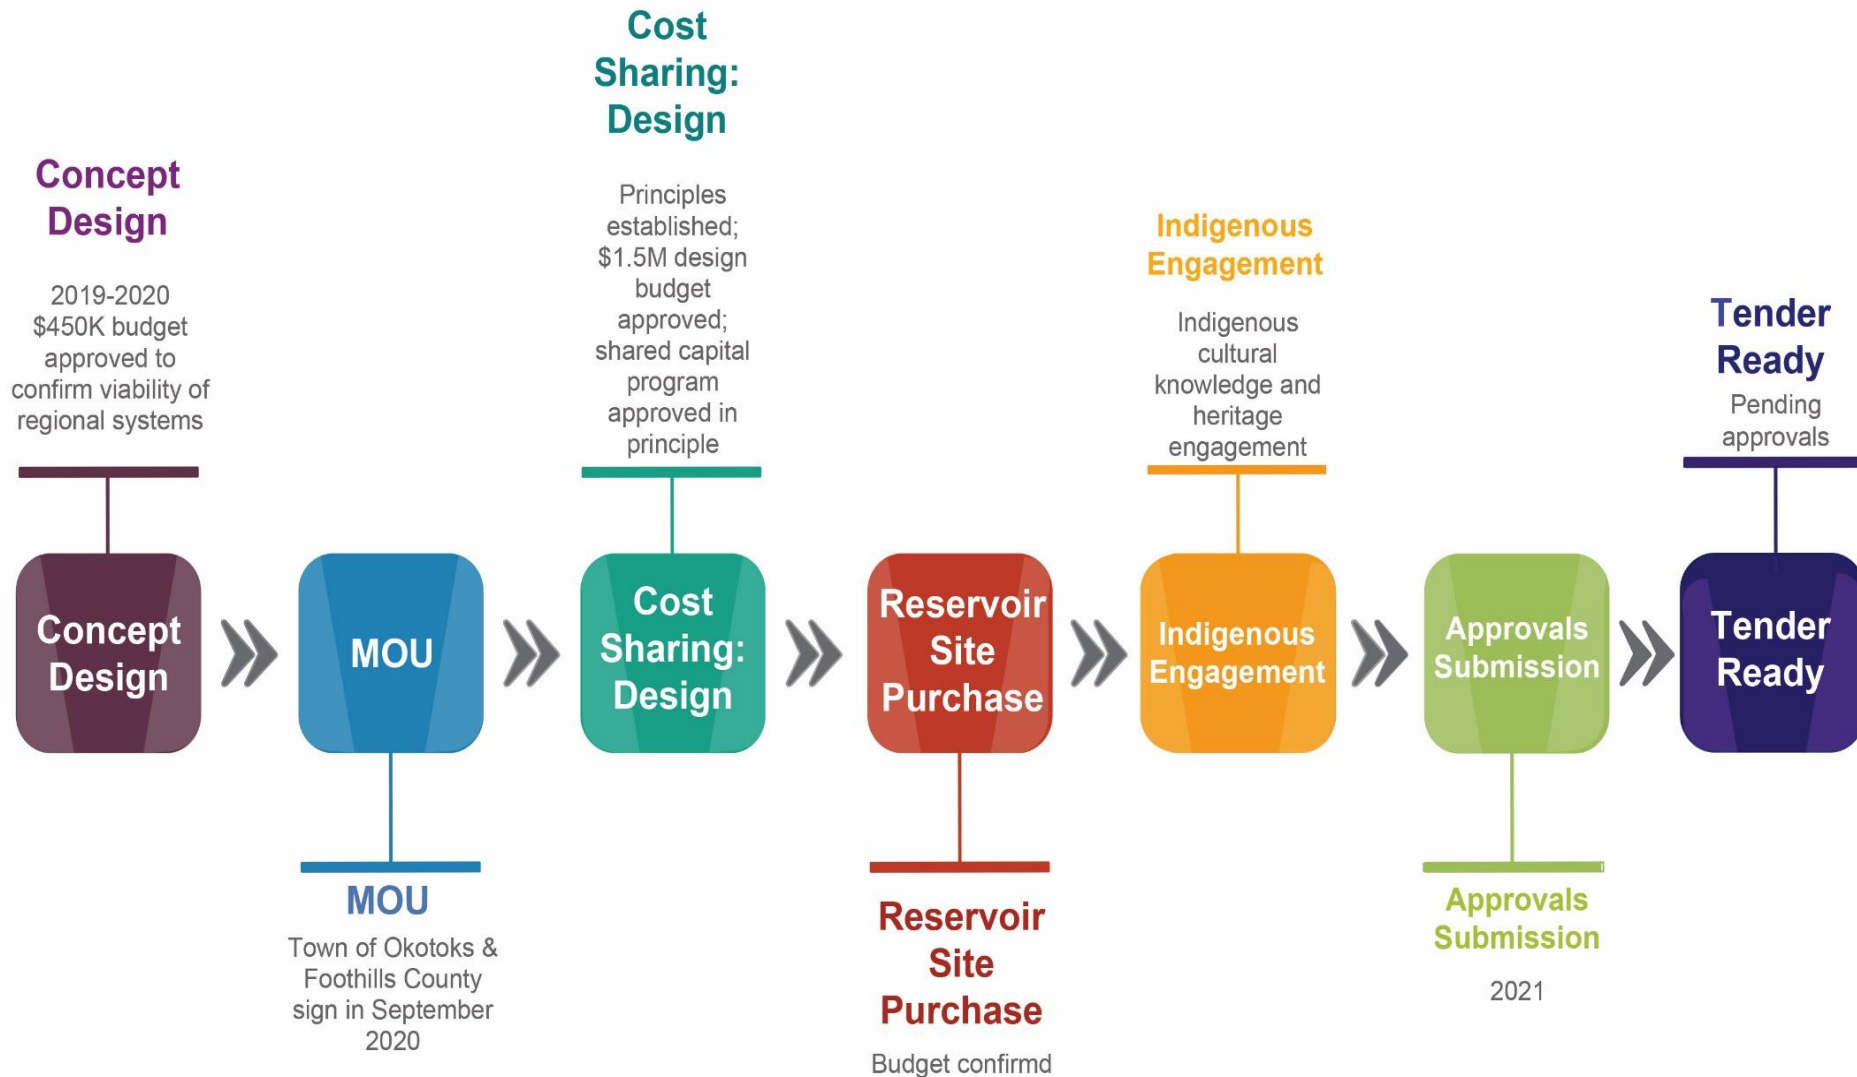 Concept
Design
2019-2020
$450K budget
approved to
confirm viability of
regional systems
Cost
Sharing:
Design
Principles
established;
$1.5M design
budget
approved;
shared capital
program
approved in
principle
Indigenous
Engagement
Indigenous
cultural
knowledge and
heritage
engagement
Tender
Ready
Pending
approvals
Concept
Design
MOU
Cost
Sharing:
Design
Reservoir
Site
Purchase
Indigenous
Engagement
Approvals
Submission
Tender
Ready
MOU
Town of Okotoks &
Foothills County
sign in September
2020
Reservoir
Site
Purchase
Budget confirmd
Approvals
Submission
2021